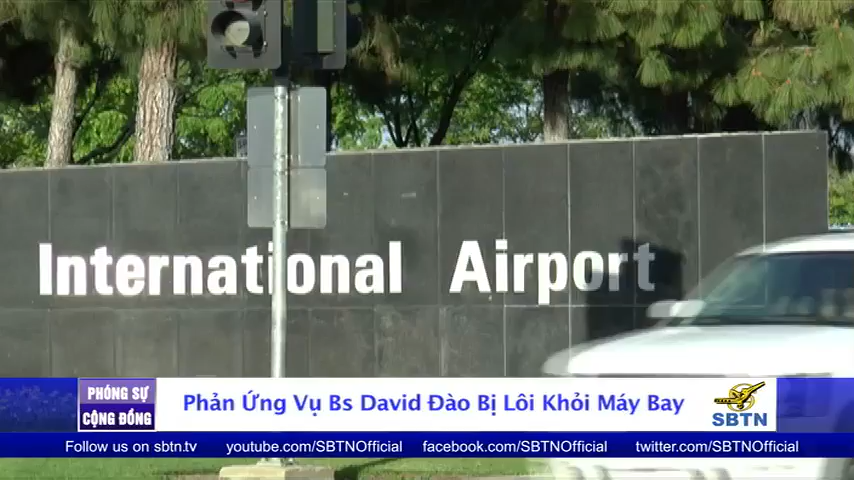 International Airport
PHÓNG SỰ
CỘNG ĐỒNG
Phản Ứng Vụ Bs David Đào Bị Lôi Khỏi Máy Bay
SBTN
Follow us on sbtn.tv youtube.com/SBTNOfficial facebook.com/SBTNOfficial twitter.com/SBTNOfficial